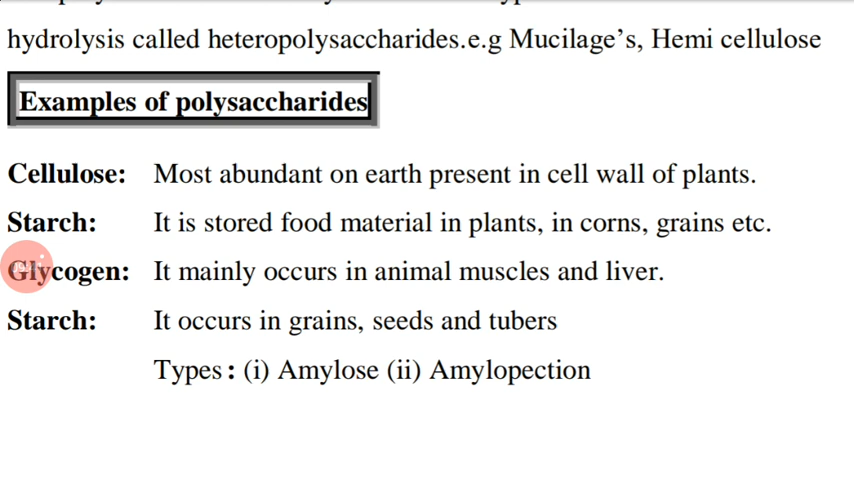 hydrolysis called heteropolysaccharides.e.g Mucilage's, Hemi cellulose
Examples of polysaccharides
Cellulose: Most abundant on earth present in cell wall of plants.
Starch: It is stored food material in plants, in corns, grains etc.
Glycogen: It mainly occurs in animal muscles and liver.
Starch: It occurs in grains, seeds and tubers
Types : (i) Amylose (ii) Amylopection